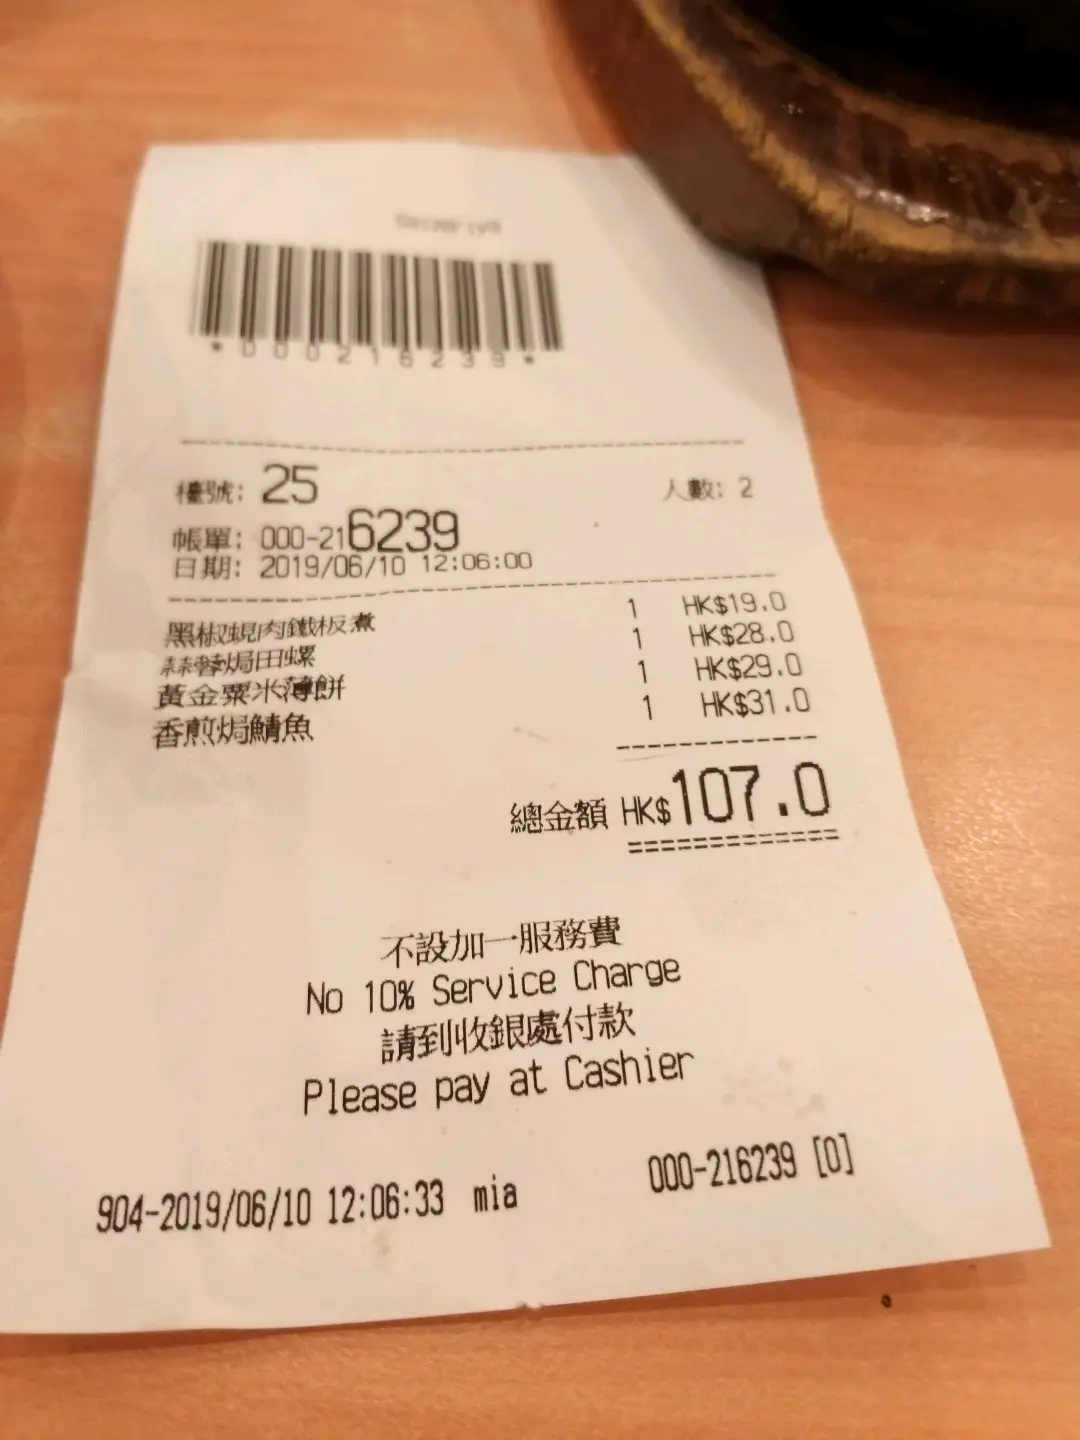 Saizeriya
*000216239*
檯號: 25 人數: 2
帳單: 000-216239
日期: 2019/06/10 12:06:00
黑椒蜆肉鐵板煮 1 HK$19.0
蒜蓉焗田螺 1 HK$28.0
黃金粟米薄餅 1 HK$29.0
香煎焗鯖魚 1 HK$31.0
總金額 HK$107.0
不設加一服務費
No 10% Service Charge
請到收銀處付款
Please pay at Cashier
904-2019/06/10 12:06:33 mia 000-216239 [0]